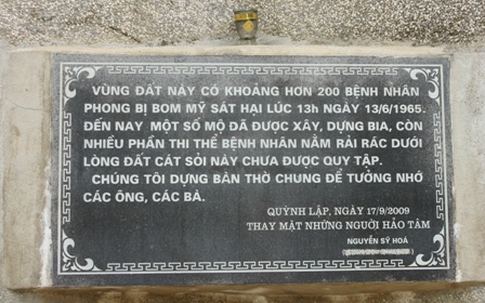 VÙNG ĐẤT NÀY CÓ KHOẢNG HƠN 200 BỆNH NHÂN
PHONG BỊ BOM MỸ SÁT HẠI LÚC 13h NGÀY 13/6/1965.
ĐẾN NAY MỘT SỐ MỘ ĐÃ ĐƯỢC XÂY, DỰNG BIA, CÒN
NHIỀU PHẦN THI THỂ BỆNH NHÂN NẰM RẢI RÁC DƯỚI
LÒNG ĐẤT CÁT SỎI NÀY CHƯA ĐƯỢC QUY TẬP.
CHÚNG TÔI DỰNG BÀN THỜ CHUNG ĐỂ TƯỞNG NHỚ
CÁC ÔNG, CÁC BÀ.
QUỲNH LẬP, NGÀY 17/9/2009
THAY MẶT NHỮNG NGƯỜI HẢO TÂM
NGUYỄN SỸ HOÁ